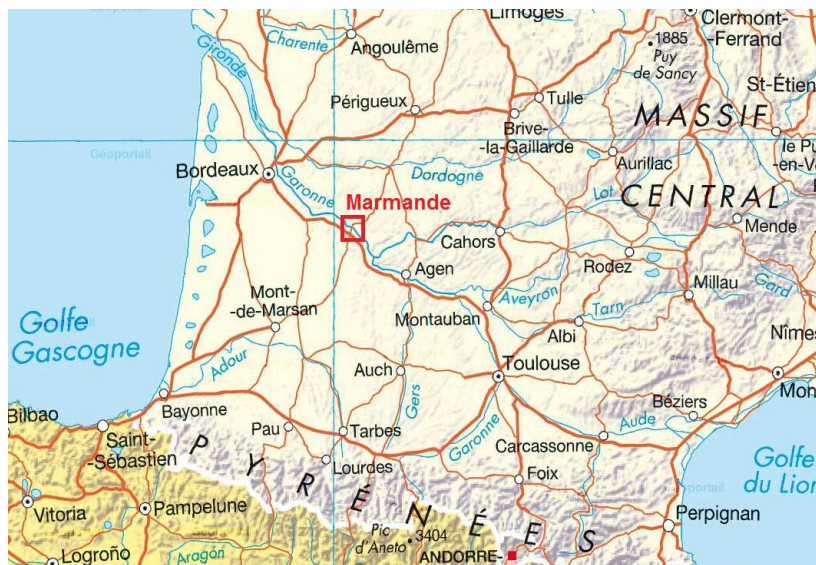 Limoges
Clermont-
-Ferrand
Gironde
Charente
Angoulême
1885
Puy
de Sancy
St-Étien
Périgueux
Tulle
MASSIF
Brive-
-la-Gaillarde
Géoportail
le Pu
-en-Ve
Aurillac
Bordeaux
Garonne
Dordogne
Lot
CENTRAL
Marmande
Mende
Cahors
Rodez
Agen
Millau
Gard
Mont-
-de-Marsan
Aveyron
Tarn
Montauban
Golfe
Gascogne
Albi
Nîmes
Adour
Auch
Gers
Toulouse
Mon
Bilbao
Bayonne
Béziers
Saint-
-Sébastien
Pau
Tarbes
Garonne
Carcassonne
Aude
Lourdes
Foix
Golfe
du Lion
PYRÉNÉES
Vitoria
Pampelune
Perpignan
Pic
d'Aneto
3404
ANDORRE-
Logroño
Aragón